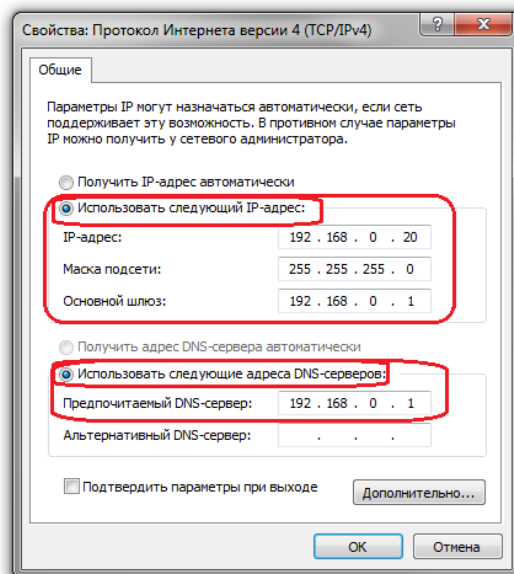 Свойства: Протокол Интернета версии 4 (TCP/IPv4)
?
Общие
Параметры IP могут назначаться автоматически, если сеть
поддерживает эту возможность. В противном случае параметры
IP можно получить у сетевого администратора.
Получить IP-адрес автоматически
Использовать следующий IP-адрес:
IP-адрес: 192 . 168 . 0 . 20
Маска подсети: 255 . 255 . 255 . 0
Основной шлюз: 192 . 168 . 0 . 1
Получить адрес DNS-сервера автоматически
Использовать следующие адреса DNS-серверов:
Предпочитаемый DNS-сервер: 192 . 168 . 0 . 1
Альтернативный DNS-сервер: . . .
Подтвердить параметры при выходе
Дополнительно...
ОК Отмена